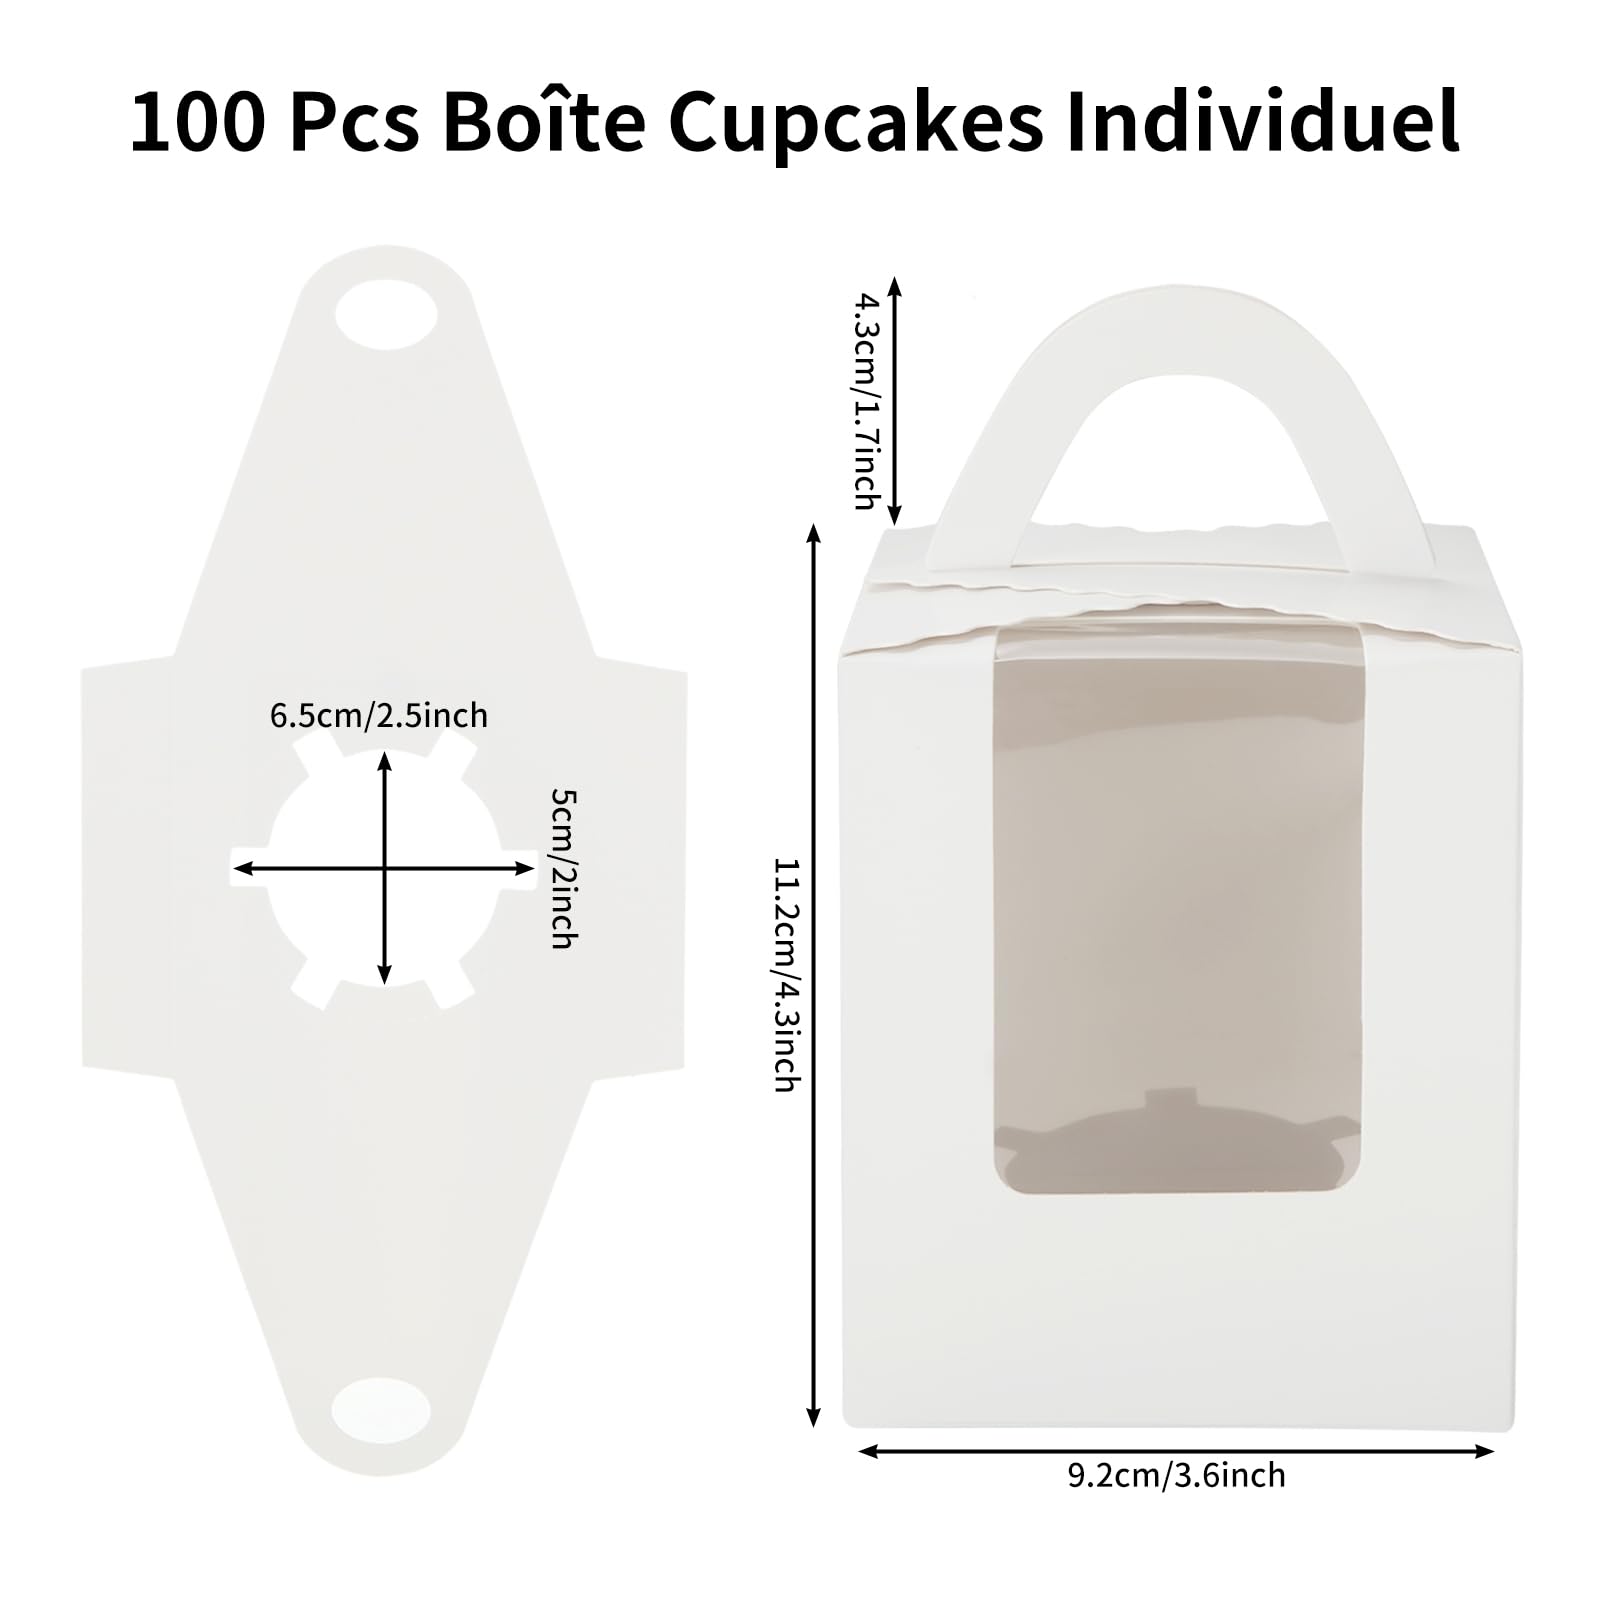 100 Pcs Boîte Cupcakes Individuel
4.3cm/1.7inch
6.5cm/2.5inch
5cm/2inch
11.2cm/4.3inch
9.2cm/3.6inch